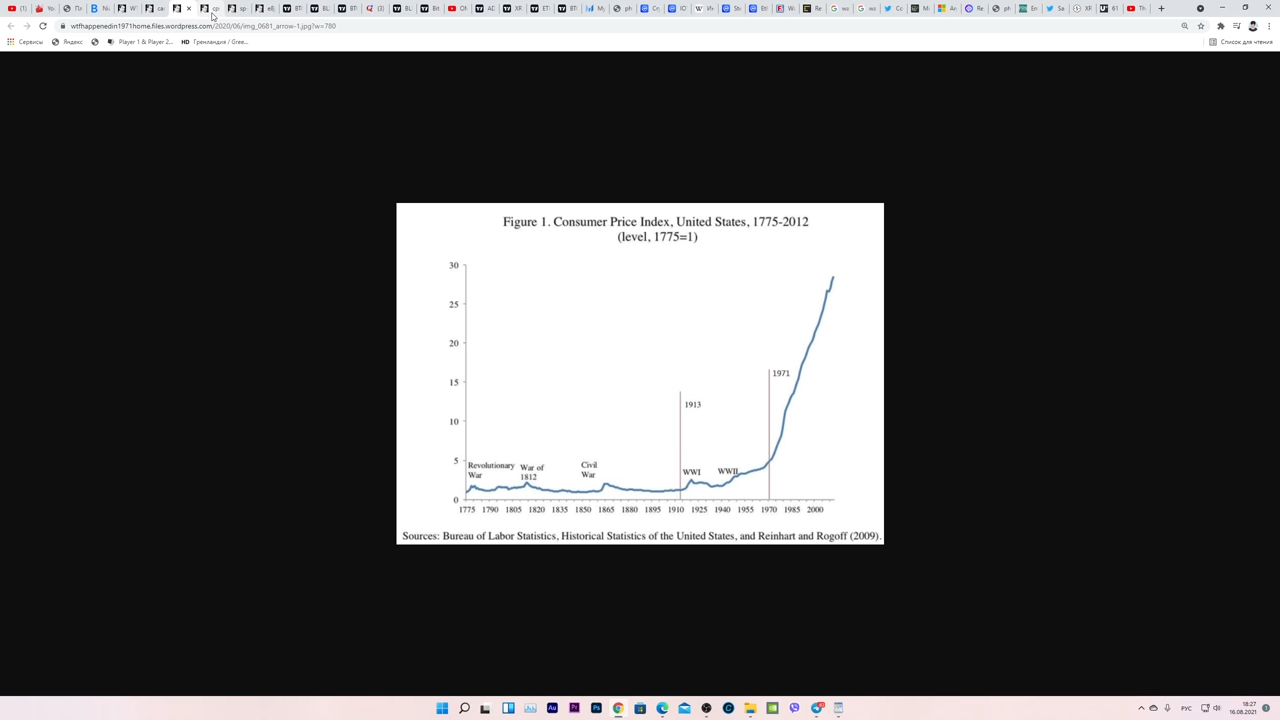 wtfhappenedin1971home.files.wordpress.com/2020/06/img_0681_arrow-1.jpg?w=780
Сервисы
Яндекс
Player 1 & Player 2...
HD Гренландия / Gree...
Список для чтения
Figure 1. Consumer Price Index, United States, 1775-2012
(level, 1775=1)
30
25
20
15
10
5
0
1971
1913
Revolutionary
War
War of
1812
Civil
War
WWI
WWII
1775 1790 1805 1820 1835 1850 1865 1880 1895 1910 1925 1940 1955 1970 1985 2000
Sources: Bureau of Labor Statistics, Historical Statistics of the United States, and Reinhart and Rogoff (2009).
Au
Pr
Ps
РУС
18:27
16.08.2021